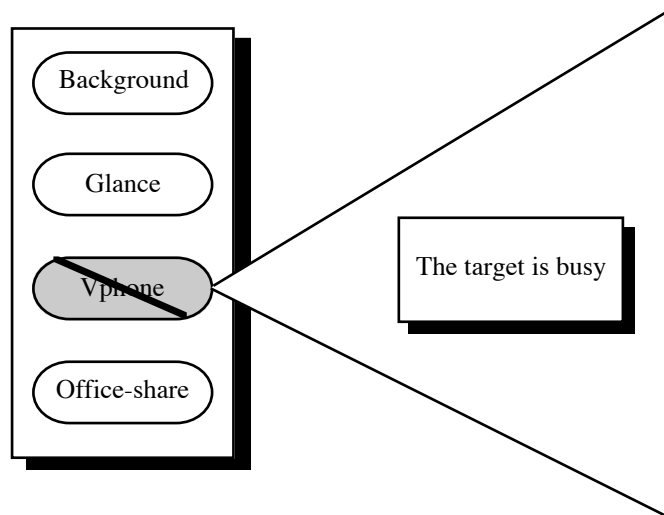 Background
Glance
Vphone
Office-share
The target is busy